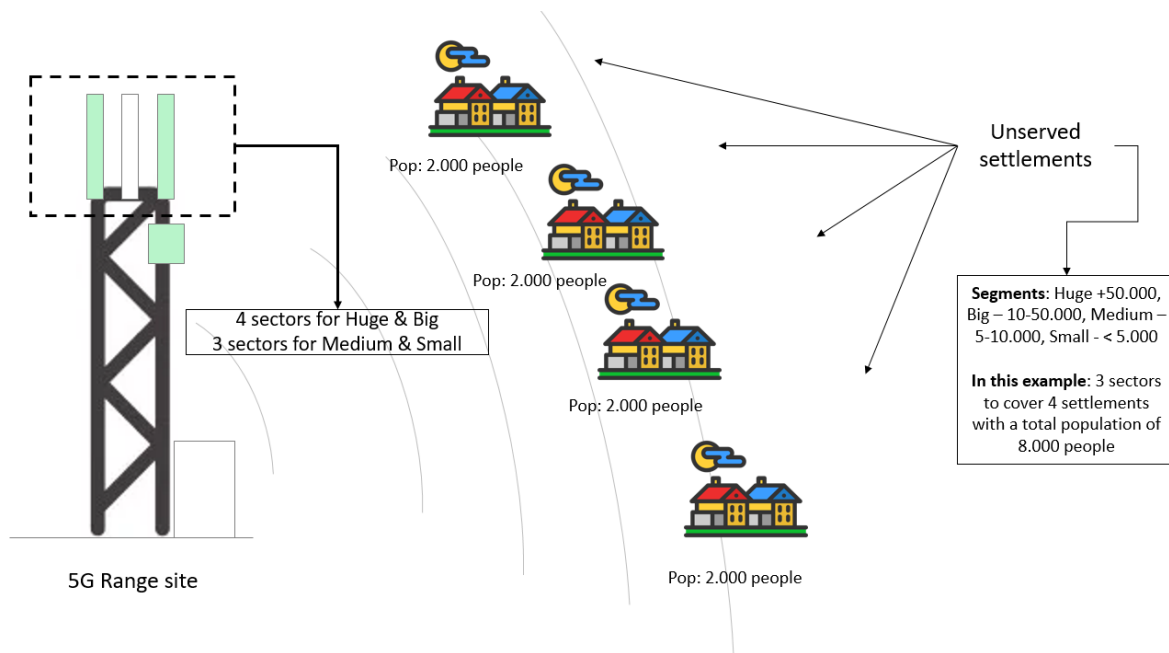 Pop: 2.000 people
Unserved
settlements
Pop: 2.000 people
4 sectors for Huge & Big
3 sectors for Medium & Small
Segments: Huge +50.000,
Big – 10-50.000, Medium –
5-10.000, Small - < 5.000
In this example: 3 sectors
to cover 4 settlements
with a total population of
8.000 people
Pop: 2.000 people
Pop: 2.000 people
5G Range site